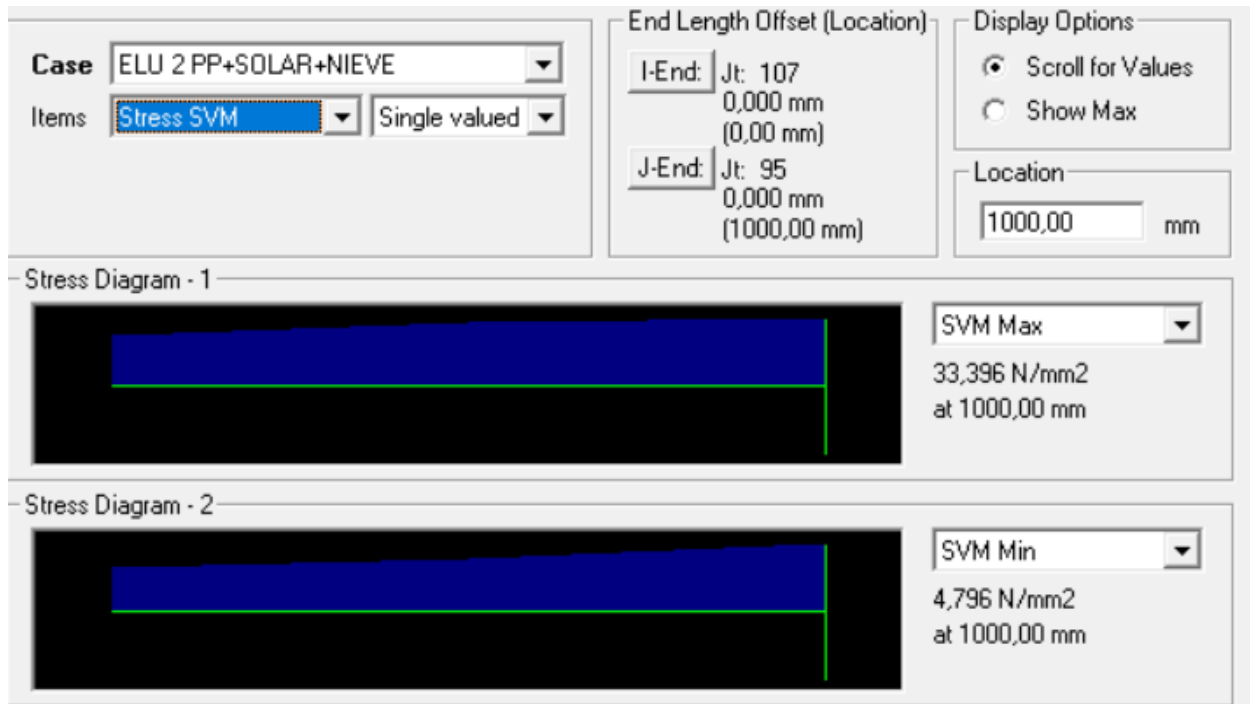 Case ELU 2 PP+SOLAR+NIEVE
Items Stress SVM Single valued
End Length Offset (Location)
I-End: Jt: 107
0,000 mm
(0,00 mm)
J-End: Jt: 95
0,000 mm
(1000,00 mm)
Display Options
Scroll for Values
Show Max
Location
1000,00 mm
Stress Diagram - 1
SVM Max
33,396 N/mm2
at 1000,00 mm
Stress Diagram - 2
SVM Min
4,796 N/mm2
at 1000,00 mm